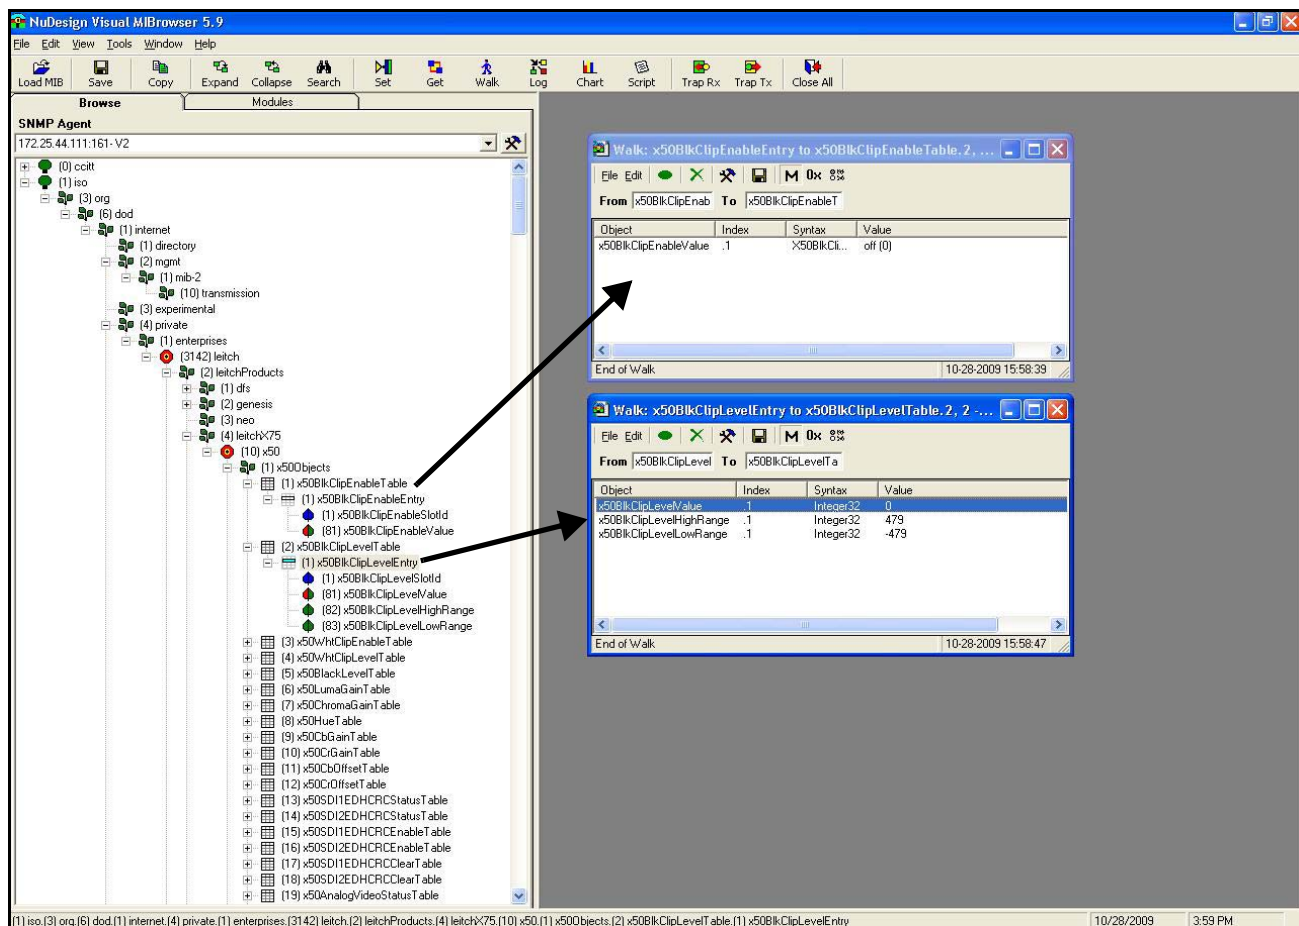 NuDesign Visual MIBrowser 5.9
File Edit View Tools Window Help
Load MIB Save Copy Expand Collapse Search Set Get Walk Log Chart Script Trap Rx Trap Tx Close All
Browse Modules
SNMP Agent
172.25.44.111:161- V2
(0) ccitt
(1) iso
(3) org
(6) dod
(1) internet
(1) directory
(2) mgmt
(1) mib-2
(10) transmission
(3) experimental
(4) private
(1) enterprises
(3142) leitch
(2) leitchProducts
(1) dfs
(2) genesis
(3) neo
(4) leitchX75
(10) x50
(1) x50Objects
(1) x50BlkClipEnableTable
(1) x50BlkClipEnableEntry
(1) x50BlkClipEnableSlotId
(81) x50BlkClipEnableValue
(2) x50BlkClipLevelTable
(1) x50BlkClipLevelEntry
(1) x50BlkClipLevelSlotId
(81) x50BlkClipLevelValue
(82) x50BlkClipLevelHighRange
(83) x50BlkClipLevelLowRange
(3) x50WhtClipEnableTable
(4) x50WhtClipLevelTable
(5) x50BlackLevelTable
(6) x50LumaGainTable
(7) x50ChromaGainTable
(8) x50HueTable
(9) x50CbGainTable
(10) x50CrGainTable
(11) x50CbOffsetTable
(12) x50CrOffsetTable
(13) x50SDI1EDHCRCStatusTable
(14) x50SDI2EDHCRCStatusTable
(15) x50SDI1EDHCRCEnableTable
(16) x50SDI2EDHCRCEnableTable
(17) x50SDI1EDHCRCClearTable
(18) x50SDI2EDHCRCClearTable
(19) x50AnalogVideoStatusTable
Walk: x50BlkClipEnableEntry to x50BlkClipEnableTable.2, ...
File Edit M 0x
From x50BlkClipEnab To x50BlkClipEnableT
Object Index Syntax Value
x50BlkClipEnableValue .1 X50BlkCli... off (0)
End of Walk 10-28-2009 15:58:39
Walk: x50BlkClipLevelEntry to x50BlkClipLevelTable.2, 2 -...
File Edit M 0x
From x50BlkClipLevel To x50BlkClipLevelTa
Object Index Syntax Value
x50BlkClipLevelValue .1 Integer32 0
x50BlkClipLevelHighRange .1 Integer32 479
x50BlkClipLevelLowRange .1 Integer32 -479
End of Walk 10-28-2009 15:58:47
(1) iso.(3) org.(6) dod.(1) internet.(4) private.(1) enterprises.(3142) leitch.(2) leitchProducts.(4) leitchX75.(10) x50.(1) x50Objects.(2) x50BlkClipLevelTable.(1) x50BlkClipLevelEntry 10/28/2009 3:59 PM